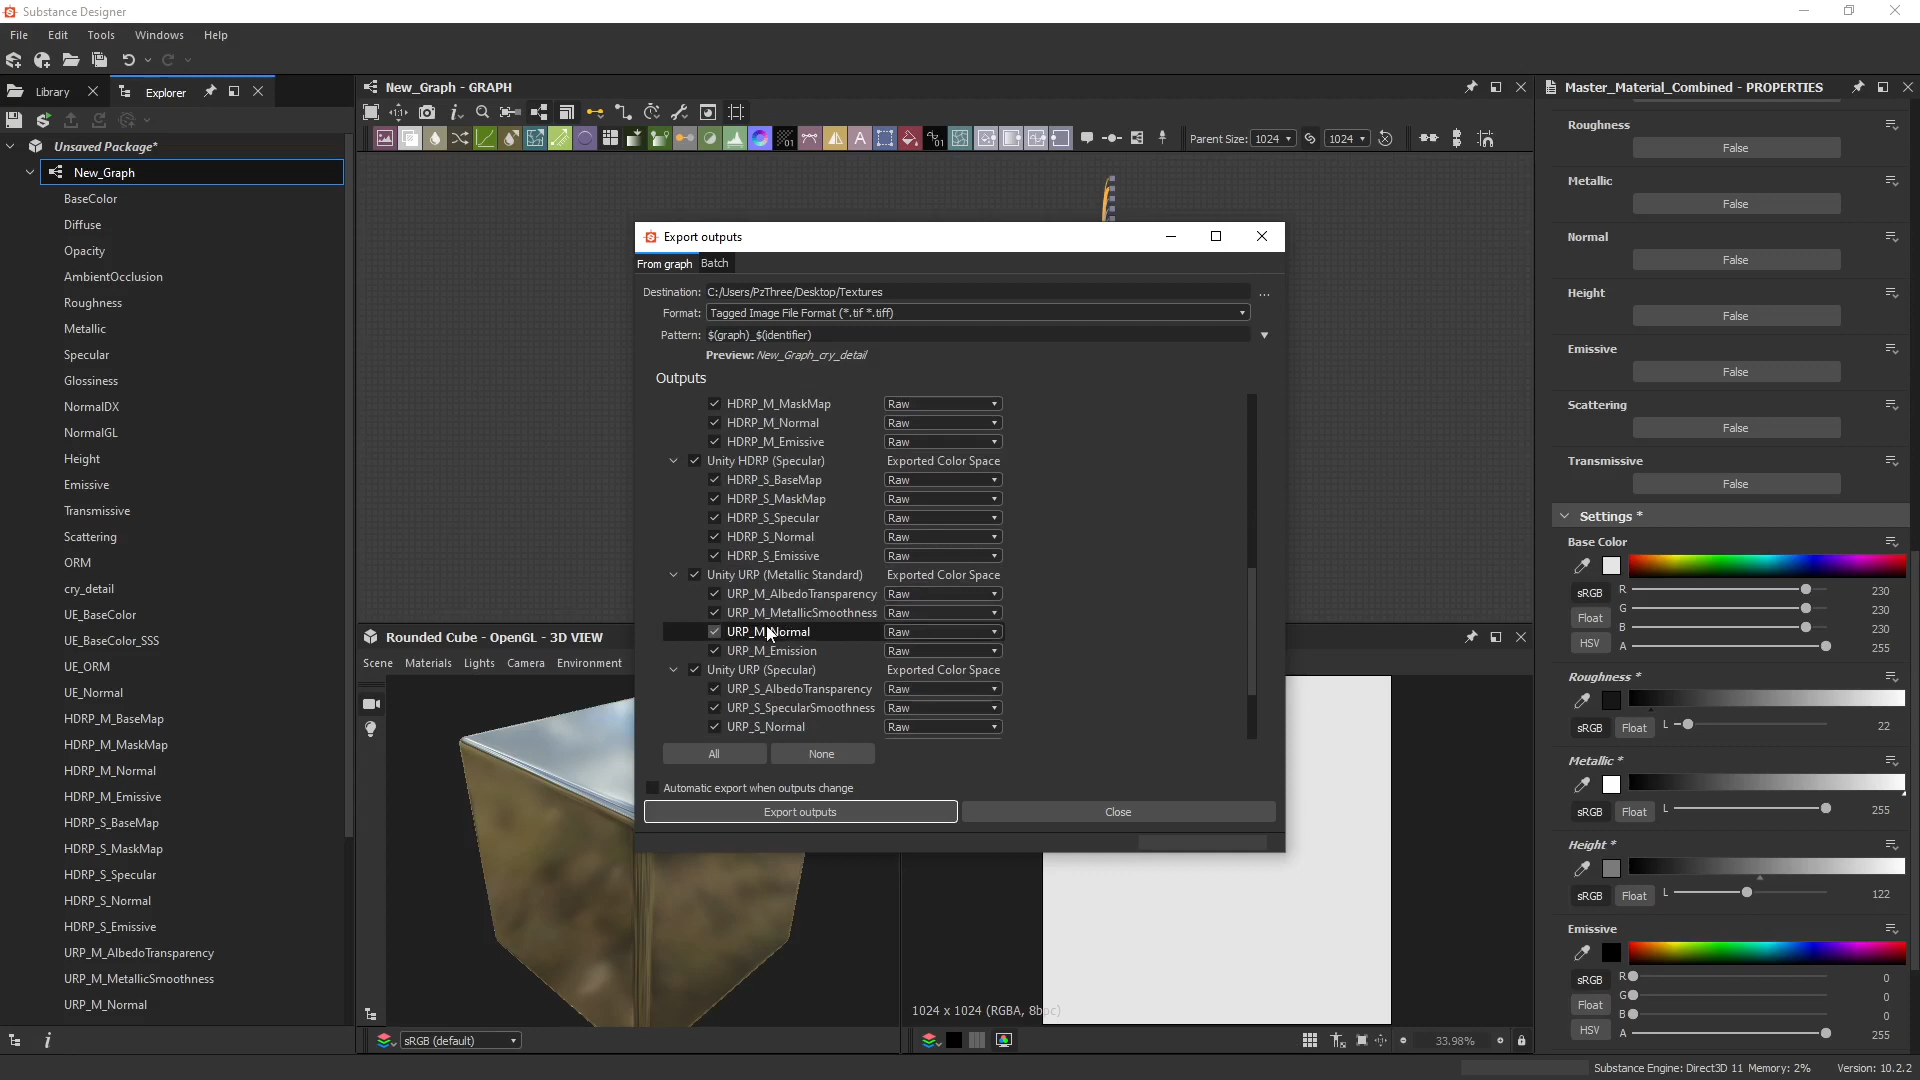 Substance Designer
File Edit Tools Windows Help
Library
Explorer
Unsaved Package*
New_Graph
BaseColor
Diffuse
Opacity
AmbientOcclusion
Roughness
Metallic
Specular
Glossiness
NormalDX
NormalGL
Height
Emissive
Transmissive
Scattering
ORM
cry_detail
UE_BaseColor
UE_BaseColor_SSS
UE_ORM
UE_Normal
HDRP_M_BaseMap
HDRP_M_MaskMap
HDRP_M_Normal
HDRP_M_Emissive
HDRP_S_BaseMap
HDRP_S_MaskMap
HDRP_S_Specular
HDRP_S_Normal
HDRP_S_Emissive
URP_M_AlbedoTransparency
URP_M_MetallicSmoothness
URP_M_Normal
New_Graph - GRAPH
Parent Size: 1024 1024
Export outputs
From graph Batch
Destination: C:/Users/PzThree/Desktop/Textures ...
Format: Tagged Image File Format (*.tif *.tiff)
Pattern: $(graph)_$(identifier)
Preview: New_Graph_cry_detail
Outputs
HDRP_M_MaskMap Raw
HDRP_M_Normal Raw
HDRP_M_Emissive Raw
Unity HDRP (Specular) Exported Color Space
HDRP_S_BaseMap Raw
HDRP_S_MaskMap Raw
HDRP_S_Specular Raw
HDRP_S_Normal Raw
HDRP_S_Emissive Raw
Unity URP (Metallic Standard) Exported Color Space
URP_M_AlbedoTransparency Raw
URP_M_MetallicSmoothness Raw
URP_M_Normal Raw
URP_M_Emission Raw
Unity URP (Specular) Exported Color Space
URP_S_AlbedoTransparency Raw
URP_S_SpecularSmoothness Raw
URP_S_Normal Raw
All None
Automatic export when outputs change
Export outputs Close
Rounded Cube - OpenGL - 3D VIEW
Scene Materials Lights Camera Environment
sRGB (default)
1024 x 1024 (RGBA, 8bpc)
33.98%
Master_Material_Combined - PROPERTIES
Roughness
False
Metallic
False
Normal
False
Height
False
Emissive
False
Scattering
False
Transmissive
False
Settings *
Base Color
sRGB R 230
Float G 230
B 230
HSV A 255
Roughness *
sRGB Float L 22
Metallic *
sRGB Float L 255
Height *
sRGB Float L 122
Emissive
sRGB R 0
Float G 0
B 0
HSV A 255
Substance Engine: Direct3D 11 Memory: 2% Version: 10.2.2